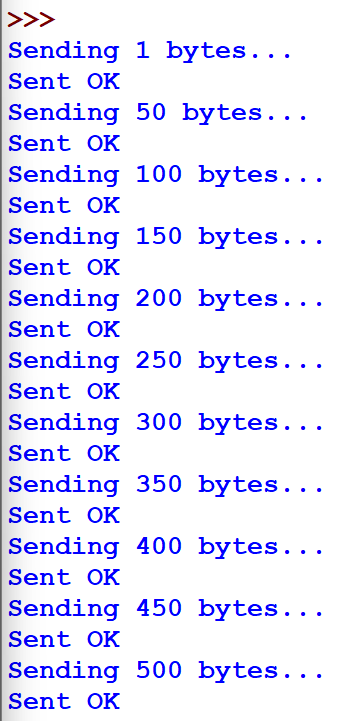 >>>
Sending 1 bytes...
Sent OK
Sending 50 bytes...
Sent OK
Sending 100 bytes...
Sent OK
Sending 150 bytes...
Sent OK
Sending 200 bytes...
Sent OK
Sending 250 bytes...
Sent OK
Sending 300 bytes...
Sent OK
Sending 350 bytes...
Sent OK
Sending 400 bytes...
Sent OK
Sending 450 bytes...
Sent OK
Sending 500 bytes...
Sent OK